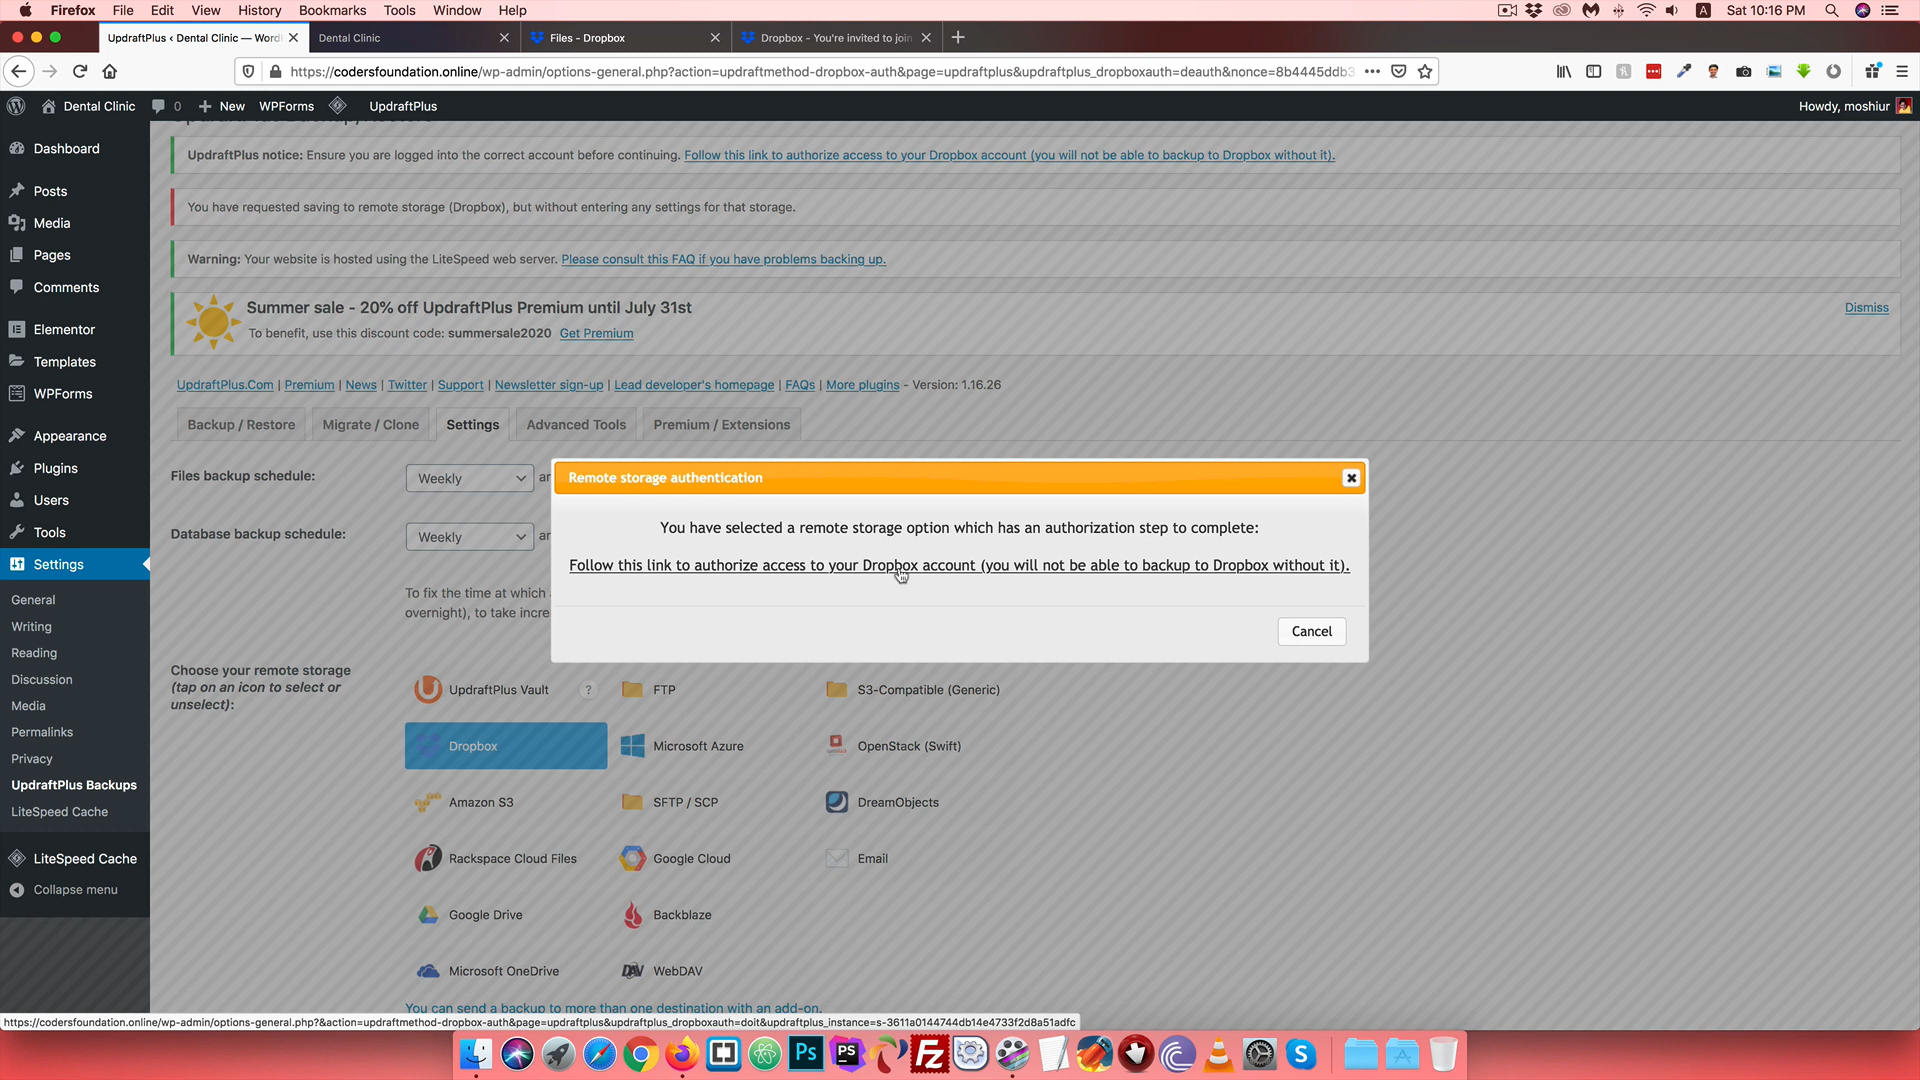 Firefox File Edit View History Bookmarks Tools Window Help
Sat 10:16 PM
UpdraftPlus ‹ Dental Clinic — Word
Dental Clinic
Files - Dropbox
Dropbox - You're invited to join
https://codersfoundation.online/wp-admin/options-general.php?action=updraftmethod-dropbox-auth&page=updraftplus&updraftplus_dropboxauth=deauth&nonce=8b4445ddb3
Dental Clinic 0 New WPForms UpdraftPlus
Howdy, moshiur
Dashboard
Posts
Media
Pages
Comments
Elementor
Templates
WPForms
Appearance
Plugins
Users
Tools
Settings
General
Writing
Reading
Discussion
Media
Permalinks
Privacy
UpdraftPlus Backups
LiteSpeed Cache
LiteSpeed Cache
Collapse menu
UpdraftPlus notice: Ensure you are logged into the correct account before continuing. Follow this link to authorize access to your Dropbox account (you will not be able to backup to Dropbox without it).
You have requested saving to remote storage (Dropbox), but without entering any settings for that storage.
Warning: Your website is hosted using the LiteSpeed web server. Please consult this FAQ if you have problems backing up.
Summer sale - 20% off UpdraftPlus Premium until July 31st
Dismiss
To benefit, use this discount code: summersale2020 Get Premium
UpdraftPlus.Com | Premium | News | Twitter | Support | Newsletter sign-up | Lead developer's homepage | FAQs | More plugins - Version: 1.16.26
Backup / Restore Migrate / Clone Settings Advanced Tools Premium / Extensions
Files backup schedule: Weekly
Database backup schedule: Weekly
To fix the time at which
overnight), to take incre
Remote storage authentication
You have selected a remote storage option which has an authorization step to complete:
Follow this link to authorize access to your Dropbox account (you will not be able to backup to Dropbox without it).
Cancel
Choose your remote storage
(tap on an icon to select or
unselect):
UpdraftPlus Vault ? FTP S3-Compatible (Generic)
Dropbox Microsoft Azure OpenStack (Swift)
Amazon S3 SFTP / SCP DreamObjects
Rackspace Cloud Files Google Cloud Email
Google Drive Backblaze
Microsoft OneDrive WebDAV
You can send a backup to more than one destination with an add-on.
https://codersfoundation.online/wp-admin/options-general.php?&action=updraftmethod-dropbox-auth&page=updraftplus&updraftplus_dropboxauth=doit&updraftplus_instance=s-3611a0144744db14e4733f2d8a51adfc